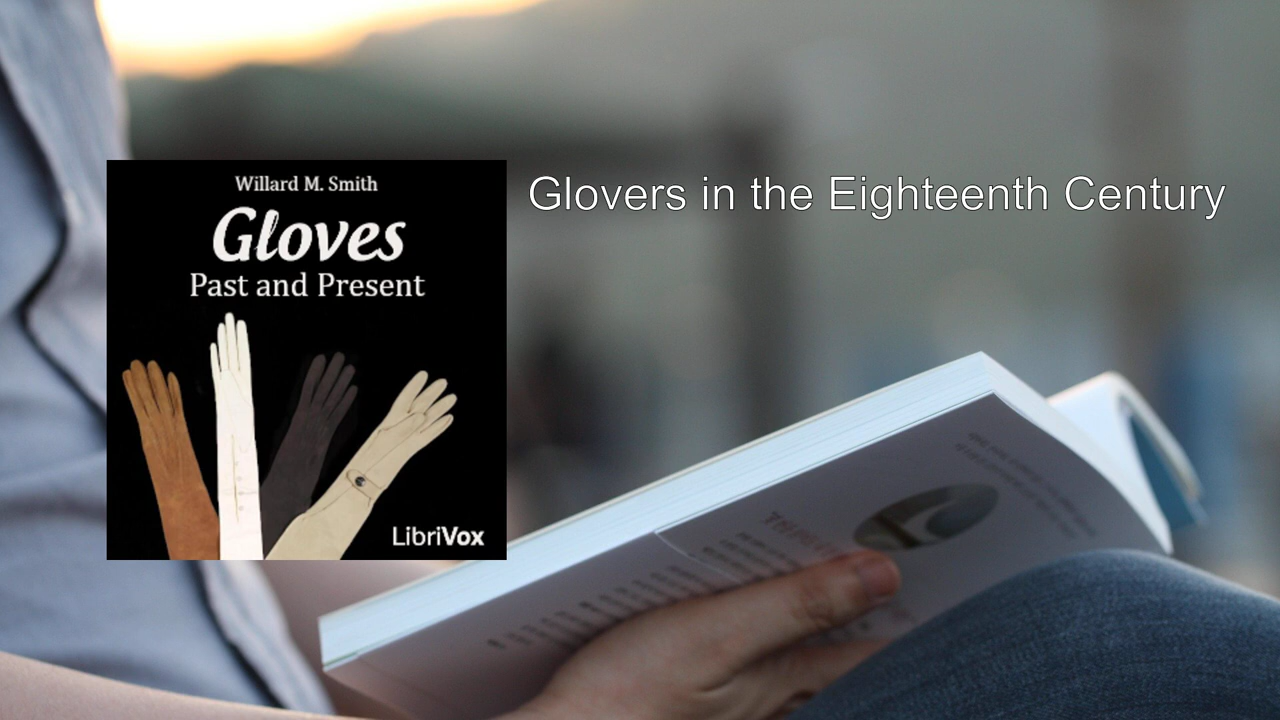 Willard M. Smith
Gloves
Past and Present
LibriVox
Glovers in the Eighteenth Century